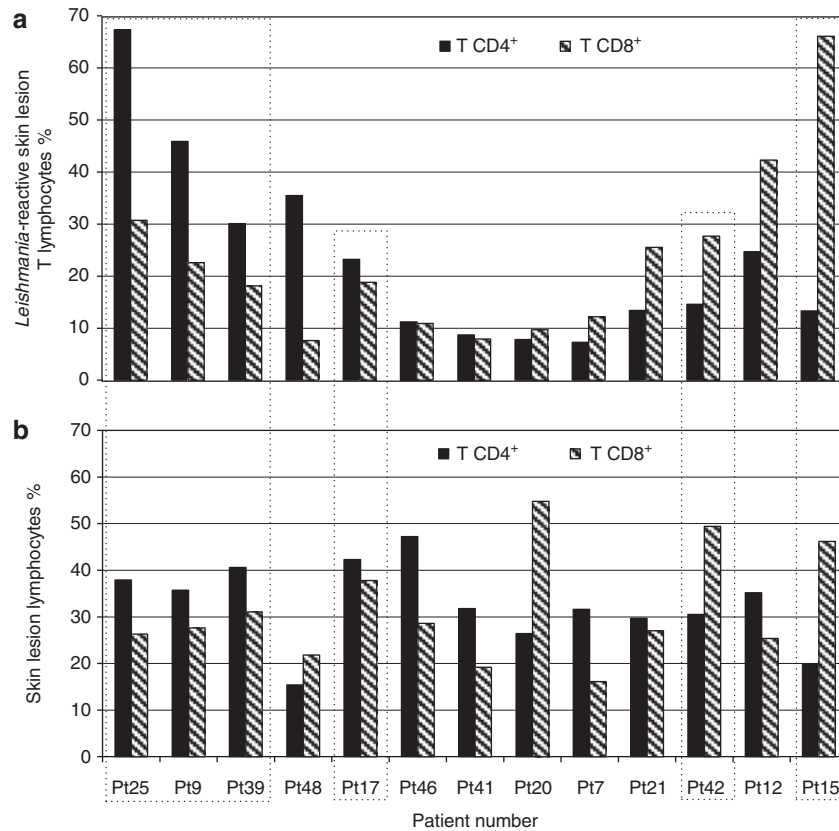 a
70
60
50
40
30
20
10
0
Leishmania-reactive skin lesion
T lymphocytes %
T CD4⁺ T CD8⁺
b
70
60
50
40
30
20
10
0
Skin lesion lymphocytes %
T CD4⁺ T CD8⁺
Pt25 Pt9 Pt39 Pt48 Pt17 Pt46 Pt41 Pt20 Pt7 Pt21 Pt42 Pt12 Pt15
Patient number